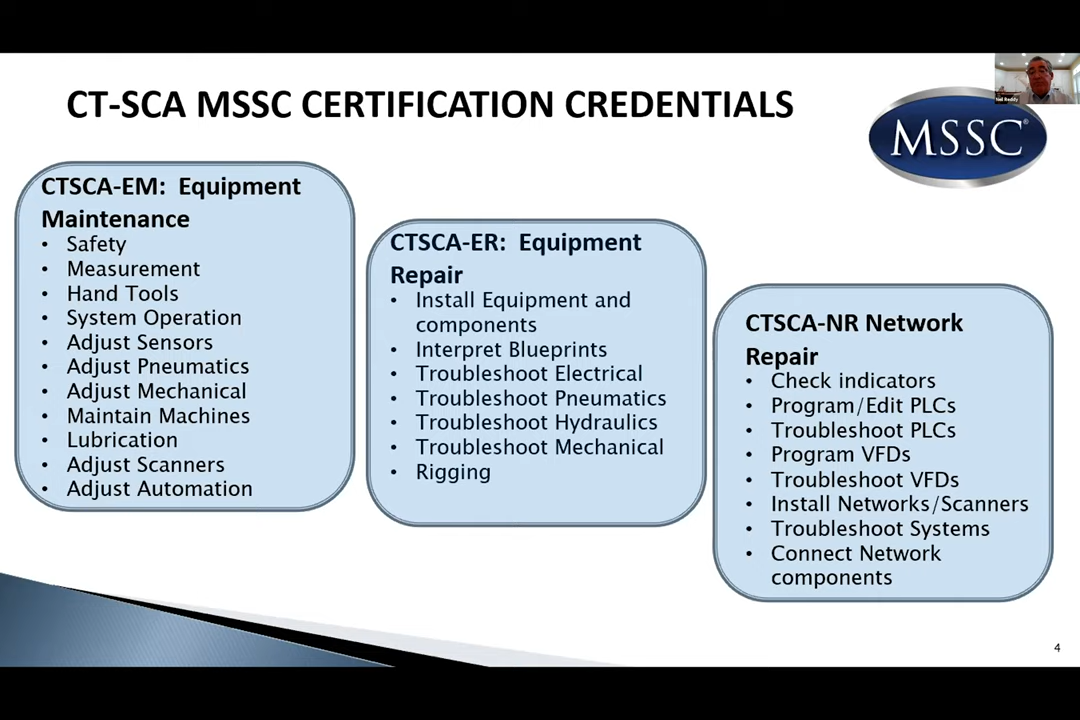 CT-SCA MSSC CERTIFICATION CREDENTIALS
Neil Reddy
MSSC®
CTSCA-EM: Equipment
Maintenance
• Safety
• Measurement
• Hand Tools
• System Operation
• Adjust Sensors
• Adjust Pneumatics
• Adjust Mechanical
• Maintain Machines
• Lubrication
• Adjust Scanners
• Adjust Automation
CTSCA-ER: Equipment
Repair
• Install Equipment and
components
• Interpret Blueprints
• Troubleshoot Electrical
• Troubleshoot Pneumatics
• Troubleshoot Hydraulics
• Troubleshoot Mechanical
• Rigging
CTSCA-NR Network
Repair
• Check indicators
• Program/Edit PLCs
• Troubleshoot PLCs
• Program VFDs
• Troubleshoot VFDs
• Install Networks/Scanners
• Troubleshoot Systems
• Connect Network
components
4